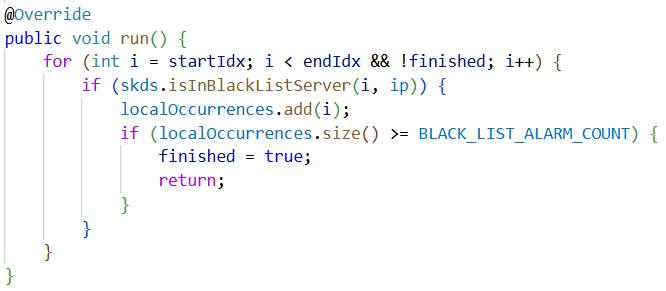 @Override
public void run() {
    for (int i = startIdx; i < endIdx && !finished; i++) {
        if (skds.isInBlackListServer(i, ip)) {
            localOccurrences.add(i);
            if (localOccurrences.size() >= BLACK_LIST_ALARM_COUNT) {
                finished = true;
                return;
            }
        }
    }
}